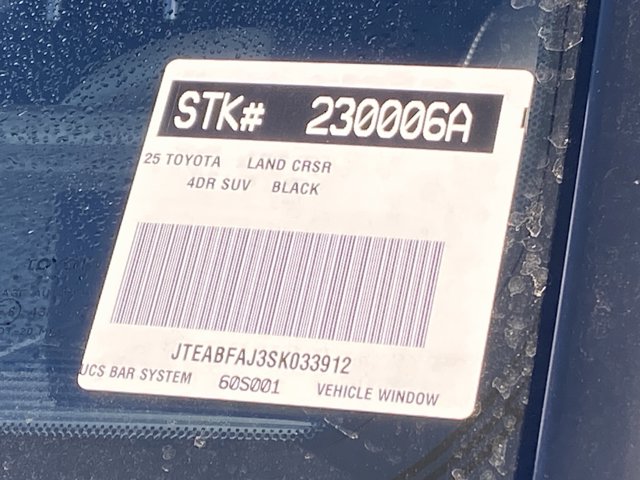 STK# 230006A
25 TOYOTA LAND CRSR
4DR SUV BLACK
JTEABFAJ3SK033912
UCS BAR SYSTEM 60S001 VEHICLE WINDOW